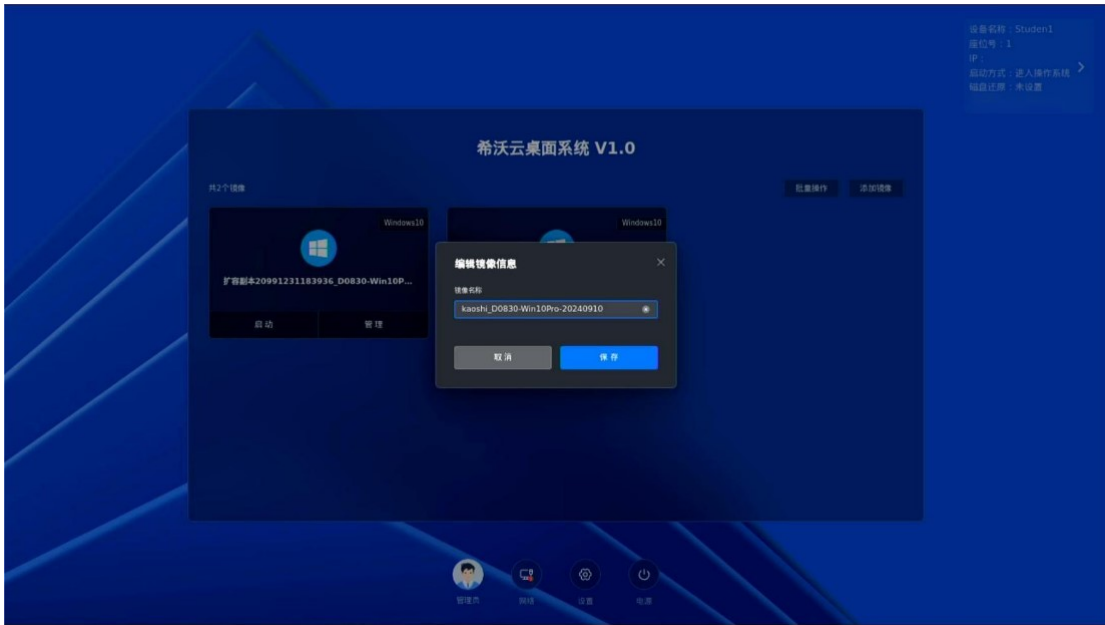 设备名称：Student1
座位号：1
IP：
启动方式：进入操作系统
磁盘还原：未设置
希沃云桌面系统 V1.0
共2个镜像
批量操作
添加镜像
Windows10
Windows10
扩容副本20991231183936_D0830-Win10P...
启动
管理
编辑镜像信息
镜像名称
kaoshi_D0830-Win10Pro-20240910
取消
保存
管理员
网络
设置
电源